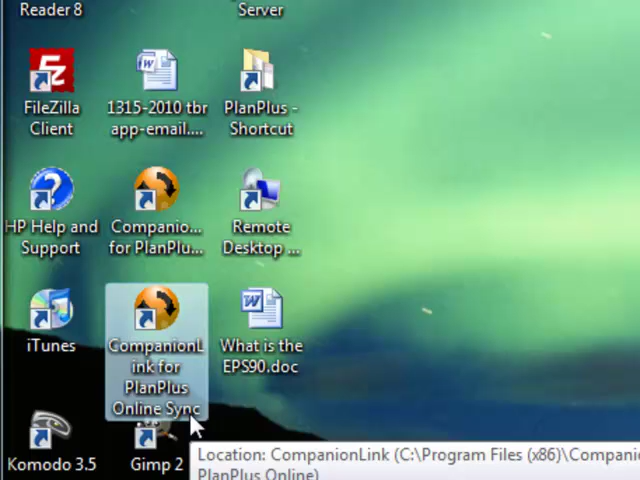 Reader 8
Server
FileZilla
Client
1315-2010 tbr
app-email....
PlanPlus -
Shortcut
HP Help and
Support
Companio...
for PlanPlu...
Remote
Desktop ...
iTunes
CompanionL
ink for
PlanPlus
Online Sync
What is the
EPS90.doc
Komodo 3.5
Gimp 2
Location: CompanionLink (C:\Program Files (x86)\Companio
PlanPlus Online)